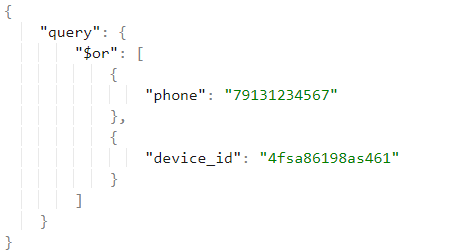 {
    "query": {
        "$or": [
            {
                "phone": "79131234567"
            },
            {
                "device_id": "4fsa86198as461"
            }
        ]
    }
}